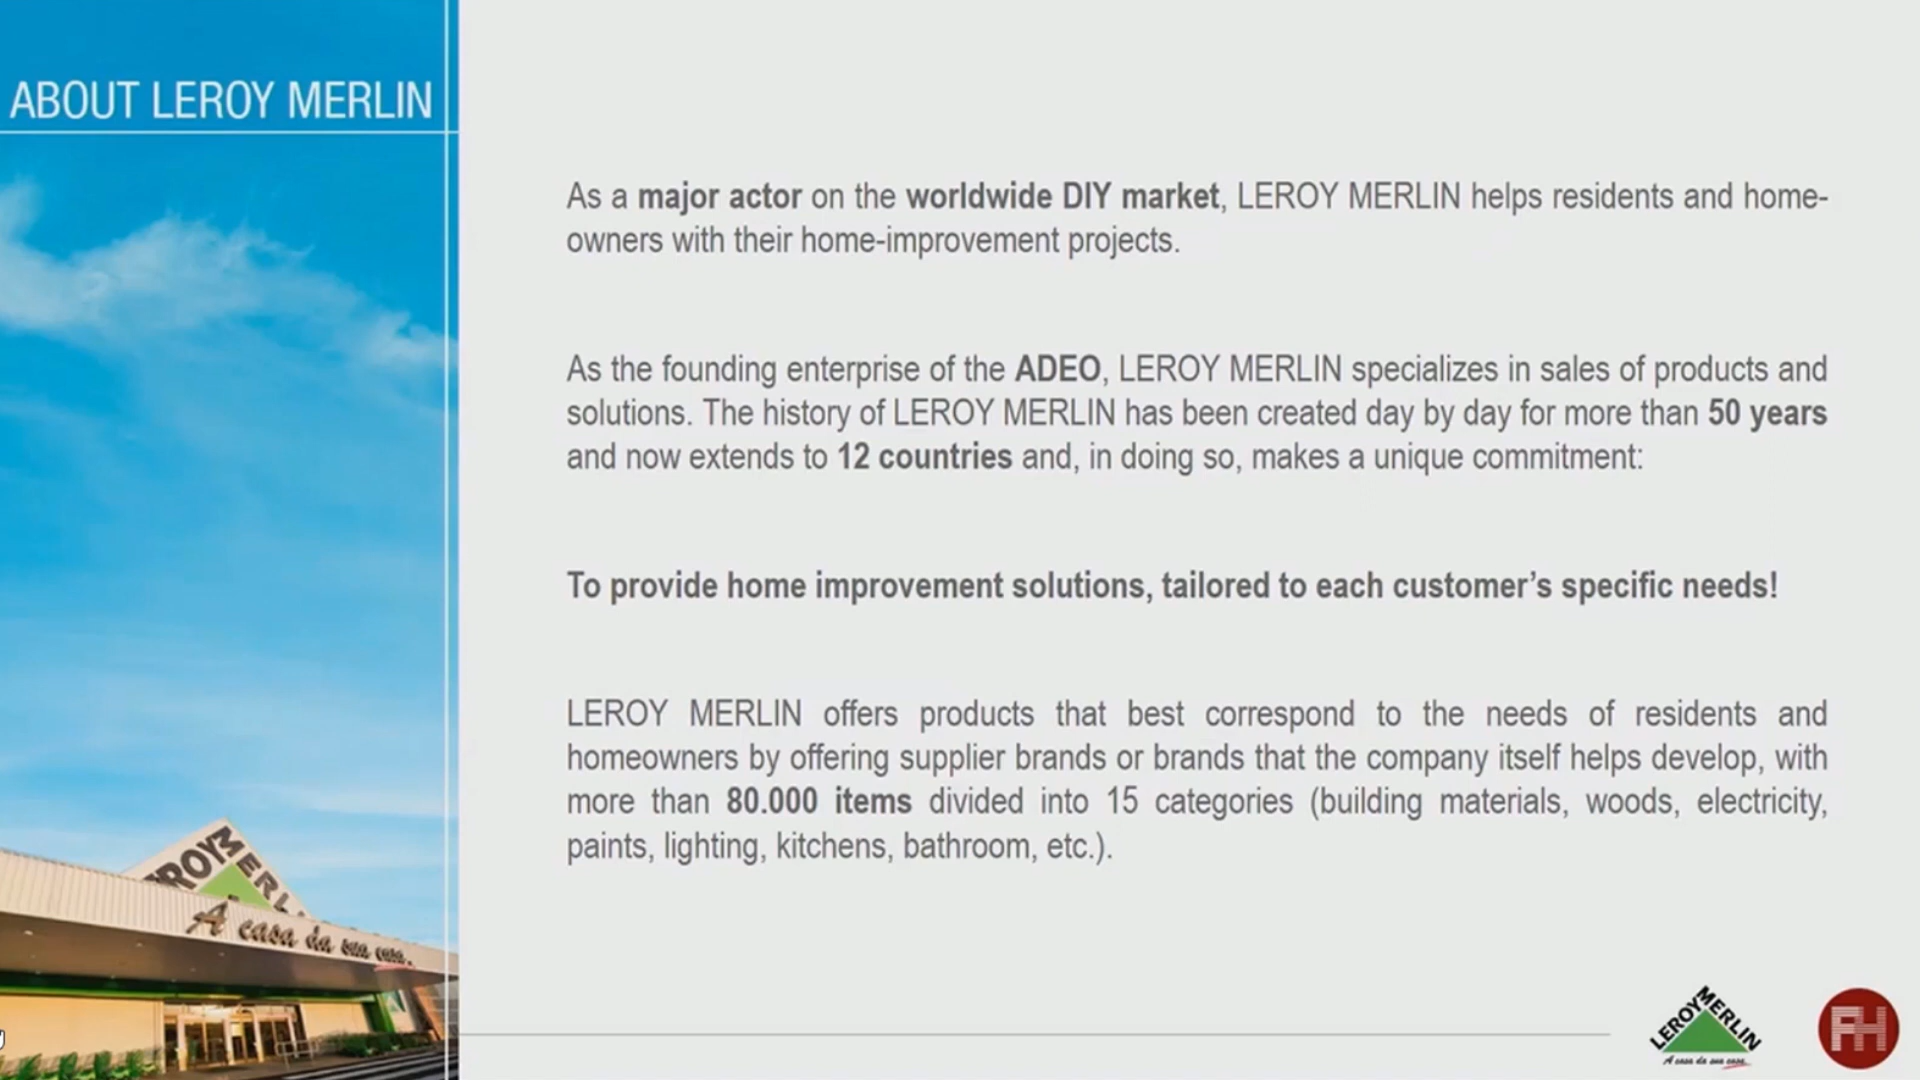 ABOUT LEROY MERLIN
As a major actor on the worldwide DIY market, LEROY MERLIN helps residents and home-
owners with their home-improvement projects.
As the founding enterprise of the ADEO, LEROY MERLIN specializes in sales of products and
solutions. The history of LEROY MERLIN has been created day by day for more than 50 years
and now extends to 12 countries and, in doing so, makes a unique commitment:
To provide home improvement solutions, tailored to each customer’s specific needs!
LEROY MERLIN offers products that best correspond to the needs of residents and
homeowners by offering supplier brands or brands that the company itself helps develop, with
more than 80.000 items divided into 15 categories (building materials, woods, electricity,
paints, lighting, kitchens, bathroom, etc.).
ROY MERL
A casa da sua casa.
LEROY MERLIN
A casa da sua casa.